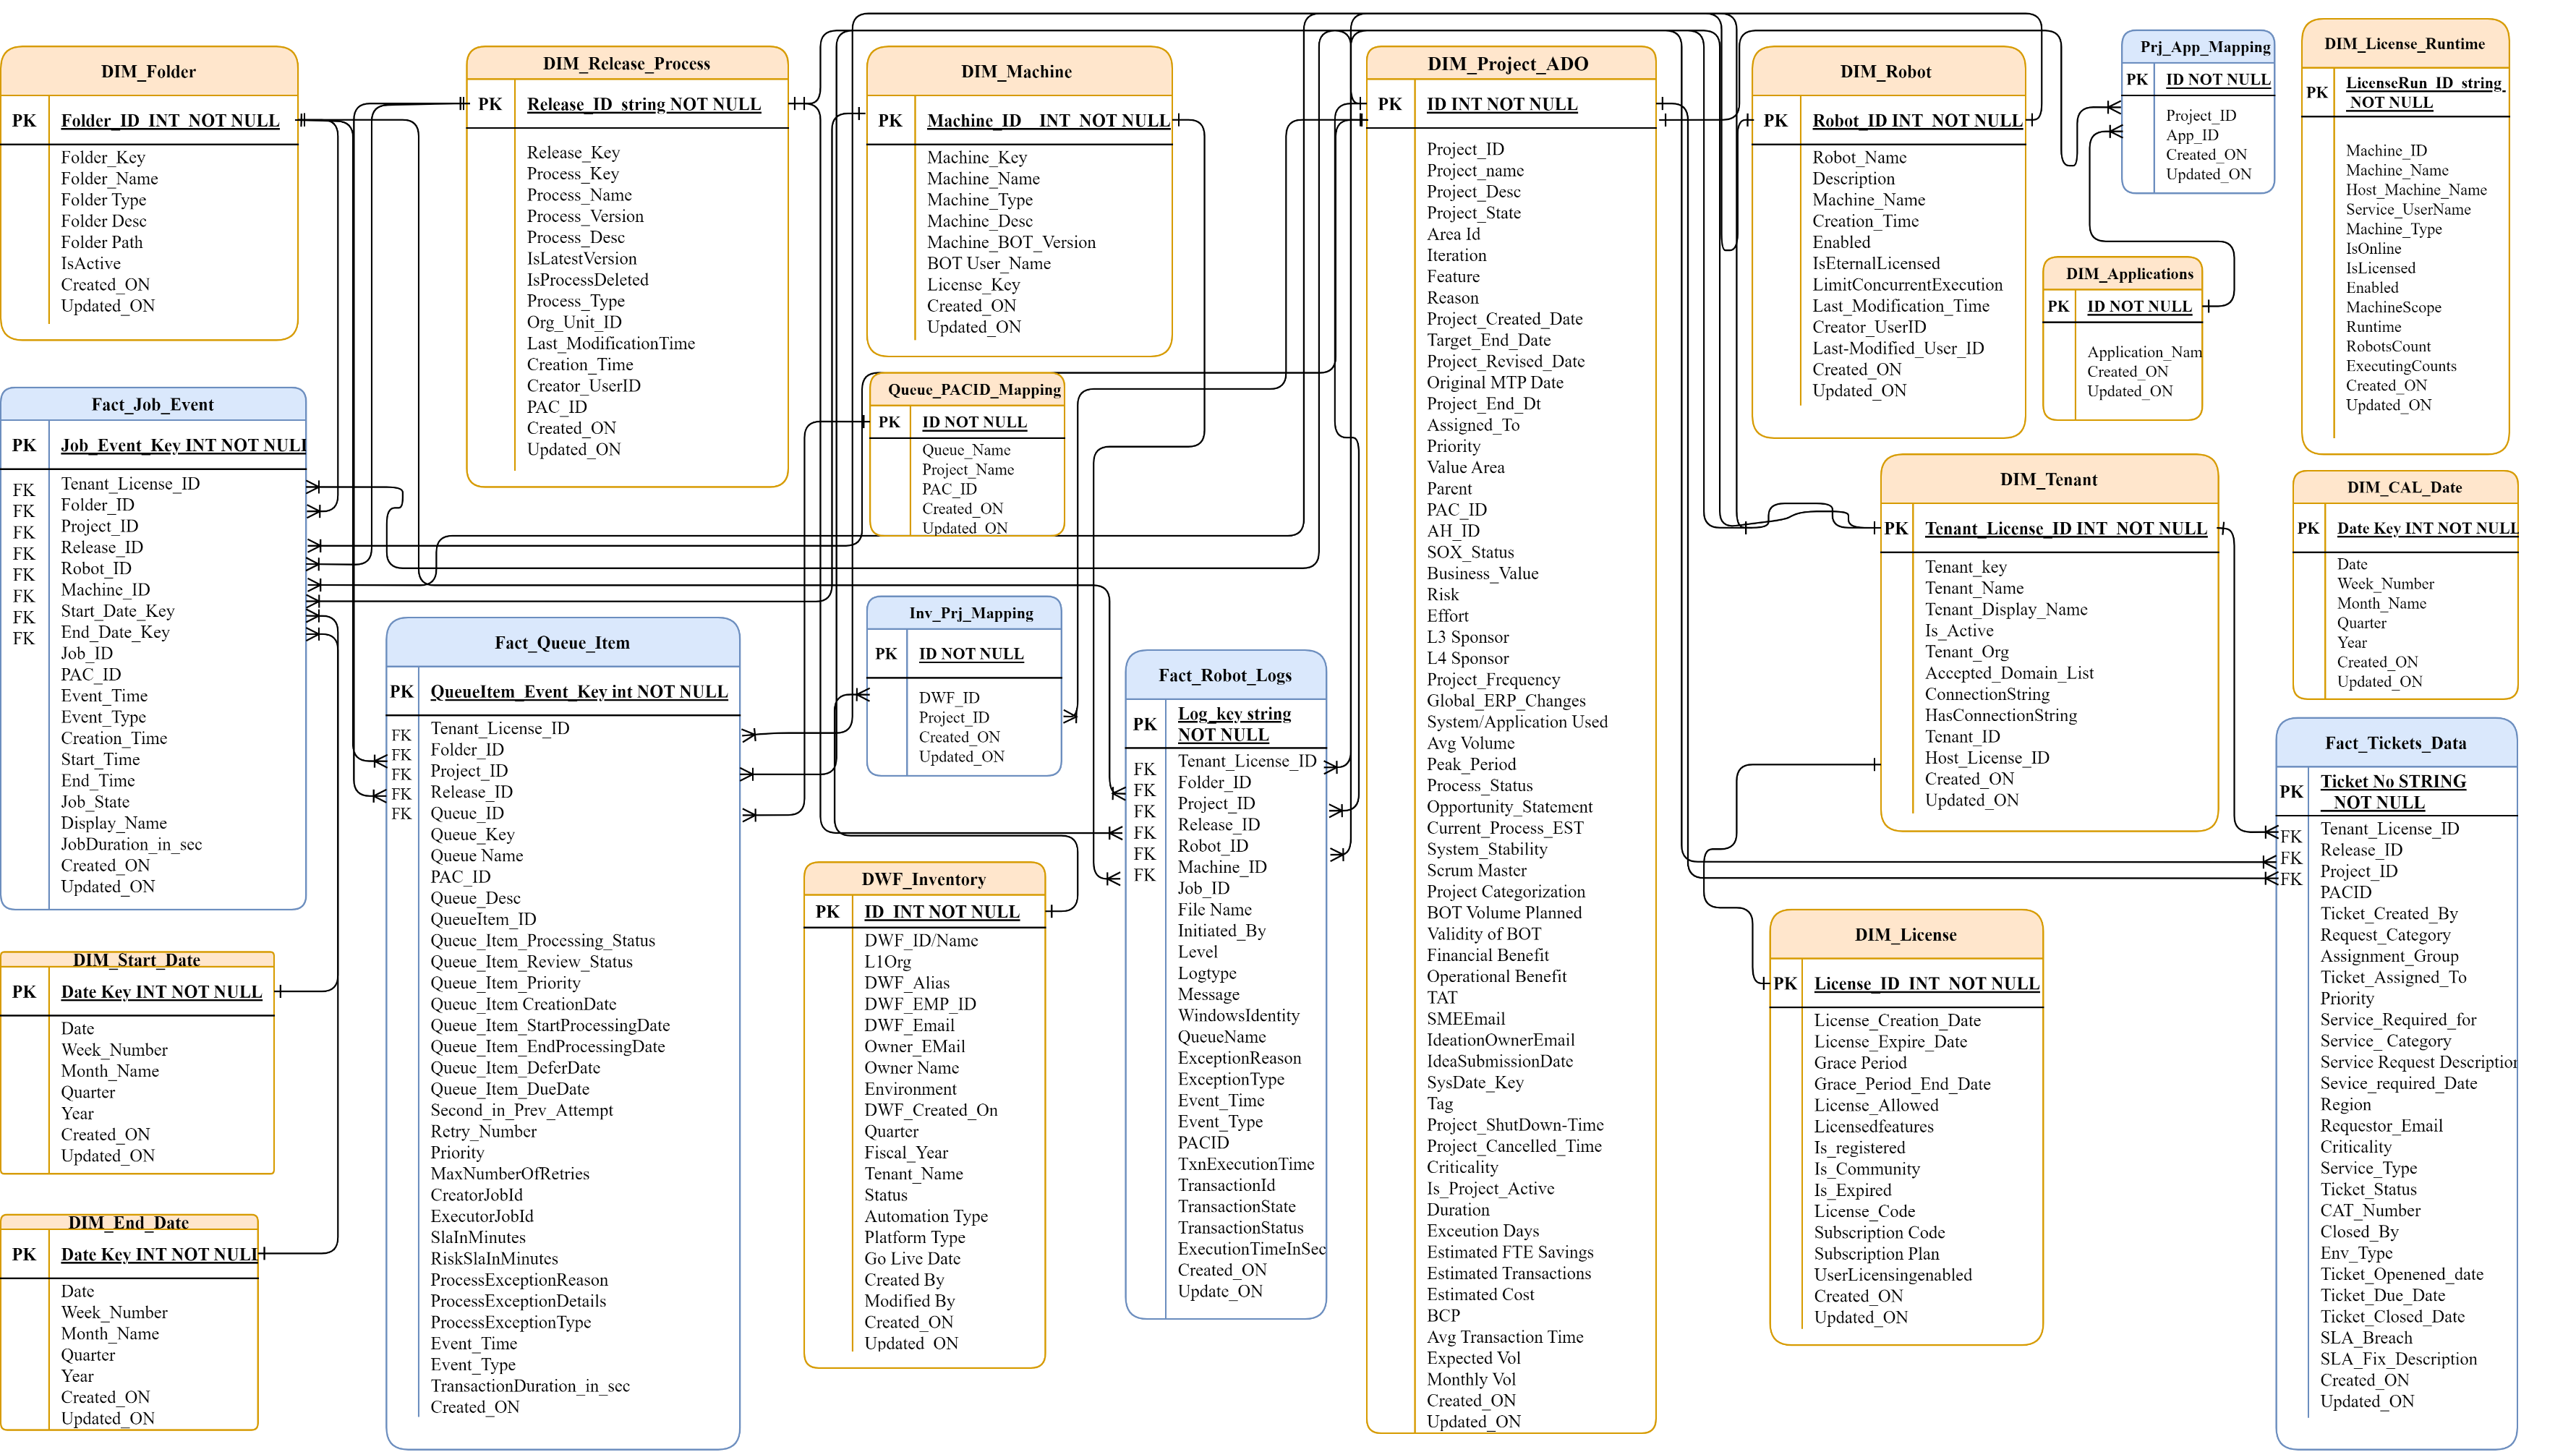 DIM_Folder
PK
Folder_ID INT NOT NULL
Folder_Key
Folder_Name
Folder Type
Folder Desc
Folder Path
IsActive
Created_ON
Updated_ON
DIM_Release_Process
PK
Release_ID string NOT NULL
Release_Key
Process_Key
Process_Name
Process_Version
Process_Desc
IsLatestVersion
IsProcessDeleted
Process_Type
Org_Unit_ID
Last_ModificationTime
Creation_Time
Creator_UserID
PAC_ID
Created_ON
Updated_ON
DIM_Machine
PK
Machine_ID INT NOT NULL
Machine_Key
Machine_Name
Machine_Type
Machine_Desc
Machine_BOT_Version
BOT User_Name
License_Key
Created_ON
Updated_ON
Queue_PACID_Mapping
PK
ID NOT NULL
Queue_Name
Project_Name
PAC_ID
Created_ON
Updated_ON
DIM_Project_ADO
PK
ID INT NOT NULL
Project_ID
Project_name
Project_Desc
Project_State
Area Id
Iteration
Feature
Reason
Project_Created_Date
Target_End_Date
Project_Revised_Date
Original MTP Date
Project_End_Dt
Assigned_To
Priority
Value Area
Parent
PAC_ID
AH_ID
SOX_Status
Business_Value
Risk
Effort
L3 Sponsor
L4 Sponsor
Project_Frequency
Global_ERP_Changes
System/Application Used
Avg Volume
Peak_Period
Process_Status
Opportunity_Statement
Current_Process_EST
System_Stability
Scrum Master
Project Categorization
BOT Volume Planned
Validity of BOT
Financial Benefit
Operational Benefit
TAT
SMEEmail
IdeationOwnerEmail
IdeaSubmissionDate
SysDate_Key
Tag
Project_ShutDown-Time
Project_Cancelled_Time
Criticality
Is_Project_Active
Duration
Exceution Days
Estimated FTE Savings
Estimated Transactions
Estimated Cost
BCP
Avg Transaction Time
Expected Vol
Monthly Vol
Created_ON
Updated_ON
DIM_Robot
PK
Robot_ID INT NOT NULL
Robot_Name
Description
Machine_Name
Creation_Time
Enabled
IsEternalLicensed
LimitConcurrentExecution
Last_Modification_Time
Creator_UserID
Last-Modified_User_ID
Created_ON
Updated_ON
Prj_App_Mapping
PK
ID NOT NULL
Project_ID
App_ID
Created_ON
Updated_ON
DIM_Applications
PK
ID NOT NULL
Application_Nam
Created_ON
Updated_ON
DIM_License_Runtime
PK
LicenseRun_ID string
NOT NULL
Machine_ID
Machine_Name
Host_Machine_Name
Service_UserName
Machine_Type
IsOnline
IsLicensed
Enabled
MachineScope
Runtime
RobotsCount
ExecutingCounts
Created_ON
Updated_ON
Fact_Job_Event
PK
Job_Event_Key INT NOT NULL
FK
FK
FK
FK
FK
FK
FK
FK
Tenant_License_ID
Folder_ID
Project_ID
Release_ID
Robot_ID
Machine_ID
Start_Date_Key
End_Date_Key
Job_ID
PAC_ID
Event_Time
Event_Type
Creation_Time
Start_Time
End_Time
Job_State
Display_Name
JobDuration_in_sec
Created_ON
Updated_ON
DIM_Start_Date
PK
Date Key INT NOT NULL
Date
Week_Number
Month_Name
Quarter
Year
Created_ON
Updated_ON
DIM_End_Date
PK
Date Key INT NOT NULL
Date
Week_Number
Month_Name
Quarter
Year
Created_ON
Updated_ON
Fact_Queue_Item
PK
QueueItem_Event_Key int NOT NULL
FK
FK
FK
FK
FK
Tenant_License_ID
Folder_ID
Project_ID
Release_ID
Queue_ID
Queue_Key
Queue Name
PAC_ID
Queue_Desc
QueueItem_ID
Queue_Item_Processing_Status
Queue_Item_Review_Status
Queue_Item_Priority
Queue_Item CreationDate
Queue_Item_StartProcessingDate
Queue_Item_EndProcessingDate
Queue_Item_DeferDate
Queue_Item_DueDate
Second_in_Prev_Attempt
Retry_Number
Priority
MaxNumberOfRetries
CreatorJobId
ExecutorJobId
SlaInMinutes
RiskSlaInMinutes
ProcessExceptionReason
ProcessExceptionDetails
ProcessExceptionType
Event_Time
Event_Type
TransactionDuration_in_sec
Created_ON
Inv_Prj_Mapping
PK
ID NOT NULL
DWF_ID
Project_ID
Created_ON
Updated_ON
DWF_Inventory
PK
ID INT NOT NULL
DWF_ID/Name
L1Org
DWF_Alias
DWF_EMP_ID
DWF_Email
Owner_EMail
Owner Name
Environment
DWF_Created_On
Quarter
Fiscal_Year
Tenant_Name
Status
Automation Type
Platform Type
Go Live Date
Created By
Modified By
Created_ON
Updated_ON
Fact_Robot_Logs
PK
Log_key string
NOT NULL
FK
FK
FK
FK
FK
FK
Tenant_License_ID
Folder_ID
Project_ID
Release_ID
Robot_ID
Machine_ID
Job_ID
File Name
Initiated_By
Level
Logtype
Message
WindowsIdentity
QueueName
ExceptionReason
ExceptionType
Event_Time
Event_Type
PACID
TxnExecutionTime
TransactionId
TransactionState
TransactionStatus
ExecutionTimeInSec
Created_ON
Update_ON
DIM_Tenant
PK
Tenant_License_ID INT NOT NULL
Tenant_key
Tenant_Name
Tenant_Display_Name
Is_Active
Tenant_Org
Accepted_Domain_List
ConnectionString
HasConnectionString
Tenant_ID
Host_License_ID
Created_ON
Updated_ON
DIM_License
PK
License_ID INT NOT NULL
License_Creation_Date
License_Expire_Date
Grace Period
Grace_Period_End_Date
License_Allowed
Licensedfeatures
Is_registered
Is_Community
Is_Expired
License_Code
Subscription Code
Subscription Plan
UserLicensingenabled
Created_ON
Updated_ON
DIM_CAL_Date
PK
Date Key INT NOT NULL
Date
Week_Number
Month_Name
Quarter
Year
Created_ON
Updated_ON
Fact_Tickets_Data
PK
Ticket No STRING
NOT NULL
FK
FK
FK
Tenant_License_ID
Release_ID
Project_ID
PACID
Ticket_Created_By
Request_Category
Assignment_Group
Ticket_Assigned_To
Priority
Service_Required_for
Service_ Category
Service Request Description
Sevice_required_Date
Region
Requestor_Email
Criticality
Service_Type
Ticket_Status
CAT_Number
Closed_By
Env_Type
Ticket_Openened_date
Ticket_Due_Date
Ticket_Closed_Date
SLA_Breach
SLA_Fix_Description
Created_ON
Updated_ON